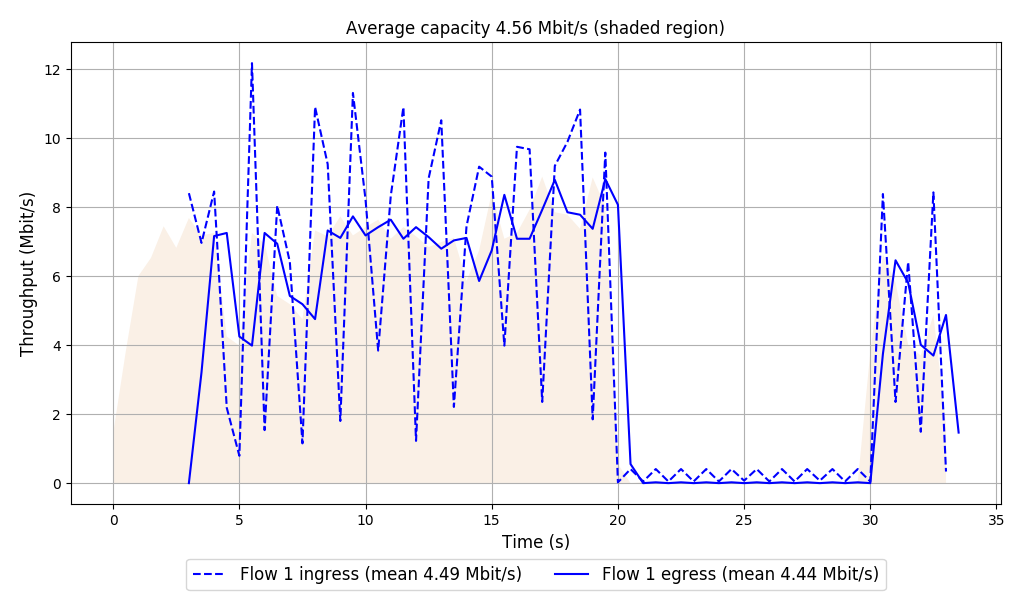 Average capacity 4.56 Mbit/s (shaded region)
Throughput (Mbit/s)
12
10
8
6
4
2
0
0 5 10 15 20 25 30 35
Time (s)
Flow 1 ingress (mean 4.49 Mbit/s) Flow 1 egress (mean 4.44 Mbit/s)